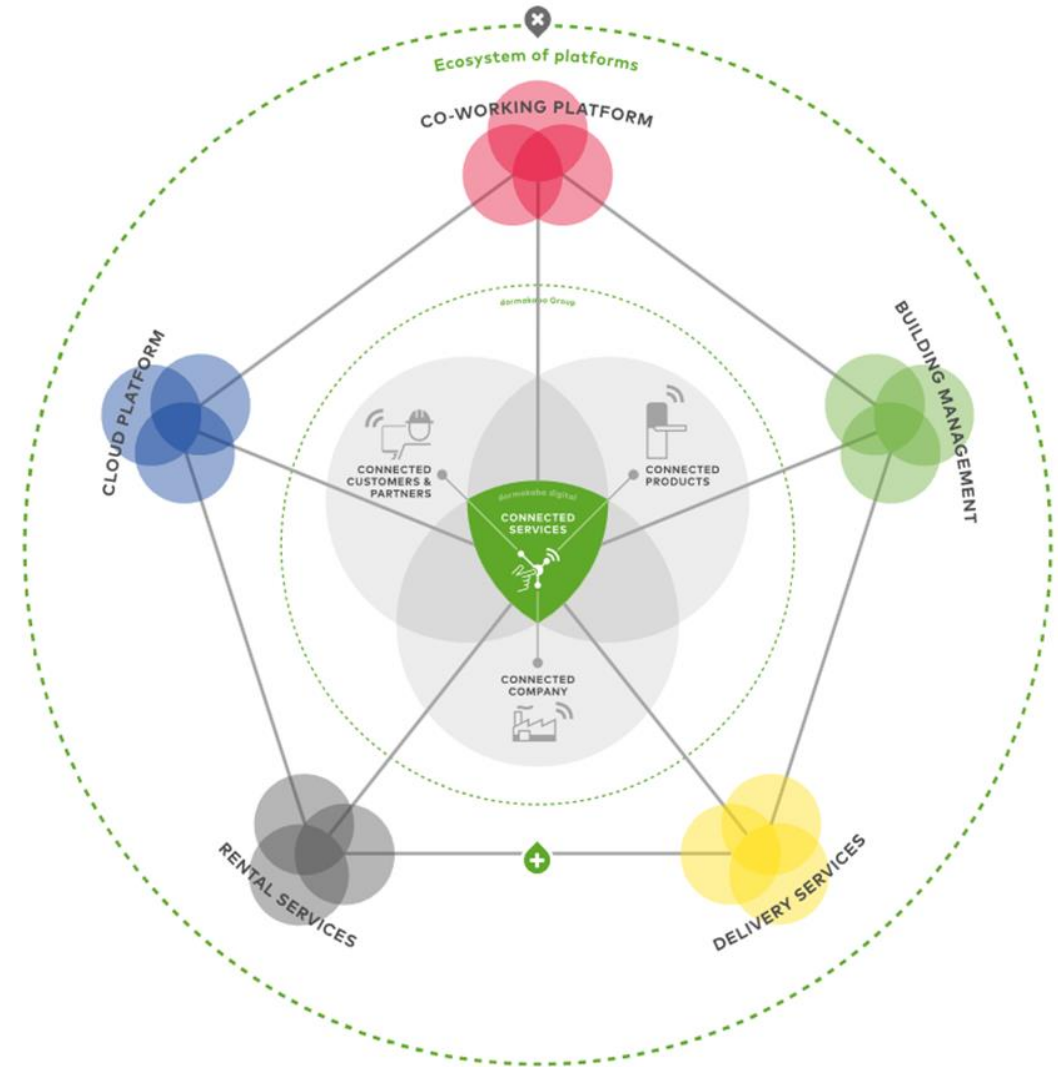 Ecosystem of platforms
CO-WORKING PLATFORM
dormakaba Group
CLOUD PLATFORM
BUILDING MANAGEMENT
CONNECTED
CUSTOMERS &
PARTNERS
CONNECTED
PRODUCTS
dormakaba digital
CONNECTED
SERVICES
CONNECTED
COMPANY
RENTAL SERVICES
DELIVERY SERVICES